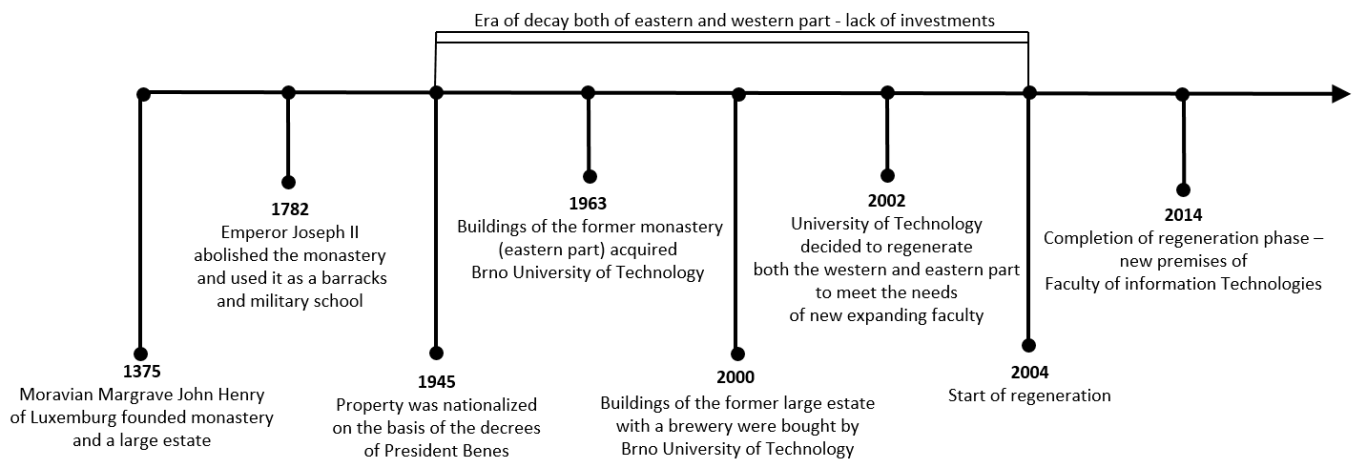 Era of decay both of eastern and western part - lack of investments
1375
Moravian Margrave John Henry
of Luxemburg founded monastery
and a large estate
1782
Emperor Joseph II
abolished the monastery
and used it as a barracks
and military school
1945
Property was nationalized
on the basis of the decrees
of President Benes
1963
Buildings of the former monastery
(eastern part) acquired
Brno University of Technology
2000
Buildings of the former large estate
with a brewery were bought by
Brno University of Technology
2002
University of Technology
decided to regenerate
both the western and eastern part
to meet the needs
of new expanding faculty
2004
Start of regeneration
2014
Completion of regeneration phase –
new premises of
Faculty of information Technologies